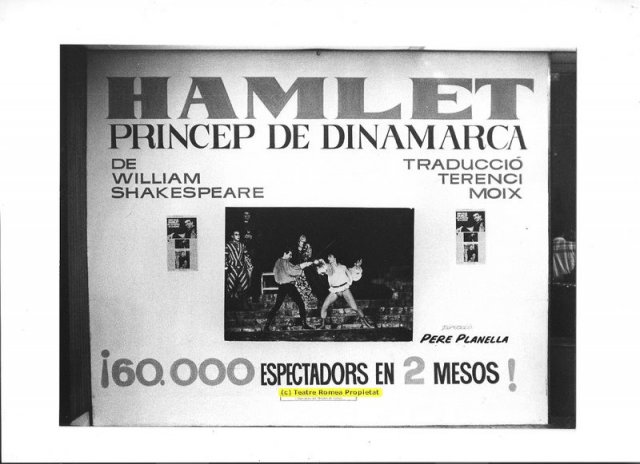 HAMLET
PRINCEP DE DINAMARCA
DE
WILLIAM
SHAKESPEARE
TRADUCCIÓ
TERENCI
MOIX
DIRECCIÓ
PERE PLANELLA
¡60.000 ESPECTADORS EN 2 MESOS!
(c) Teatre Romea Propietat